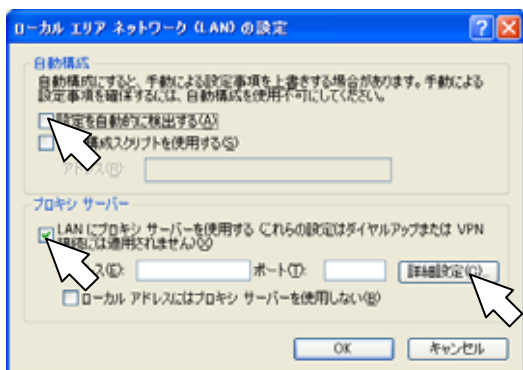 ローカル エリア ネットワーク (LAN) の設定
自動構成
自動構成にすると、手動による設定事項を上書きする場合があります。手動による
設定事項を確保するには、自動構成を使用不可にしてください。
設定を自動的に検出する(A)
構成スクリプトを使用する(S)
(R):
プロキシ サーバー
LAN にプロキシ サーバーを使用する (これらの設定はダイヤルアップまたは VPN
接続には適用されません)(X)
(E):
ポート(T):
詳細設定(C)...
ローカル アドレスにはプロキシ サーバーを使用しない(B)
OK
キャンセル